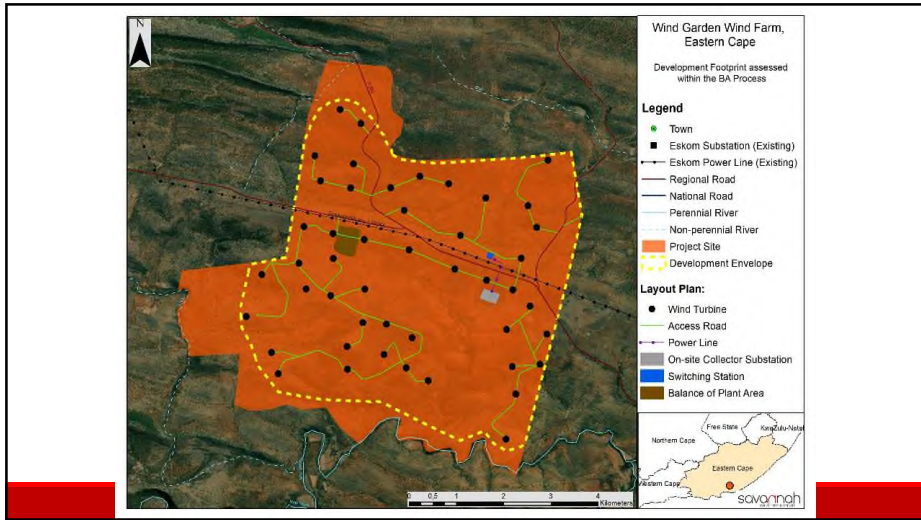 N
Wind Garden Wind Farm,
Eastern Cape
Development Footprint assessed
within the BA Process
Legend
Town
Eskom Substation (Existing)
Eskom Power Line (Existing)
Regional Road
National Road
Perennial River
Non-perennial River
Project Site
Development Envelope
Layout Plan:
Wind Turbine
Access Road
Power Line
On-site Collector Substation
Switching Station
Balance of Plant Area
Free State
KwaZulu-Natal
Northern Cape
Eastern Cape
Western Cape
savannah
0 0,5 1 2 3 4
Kilometers